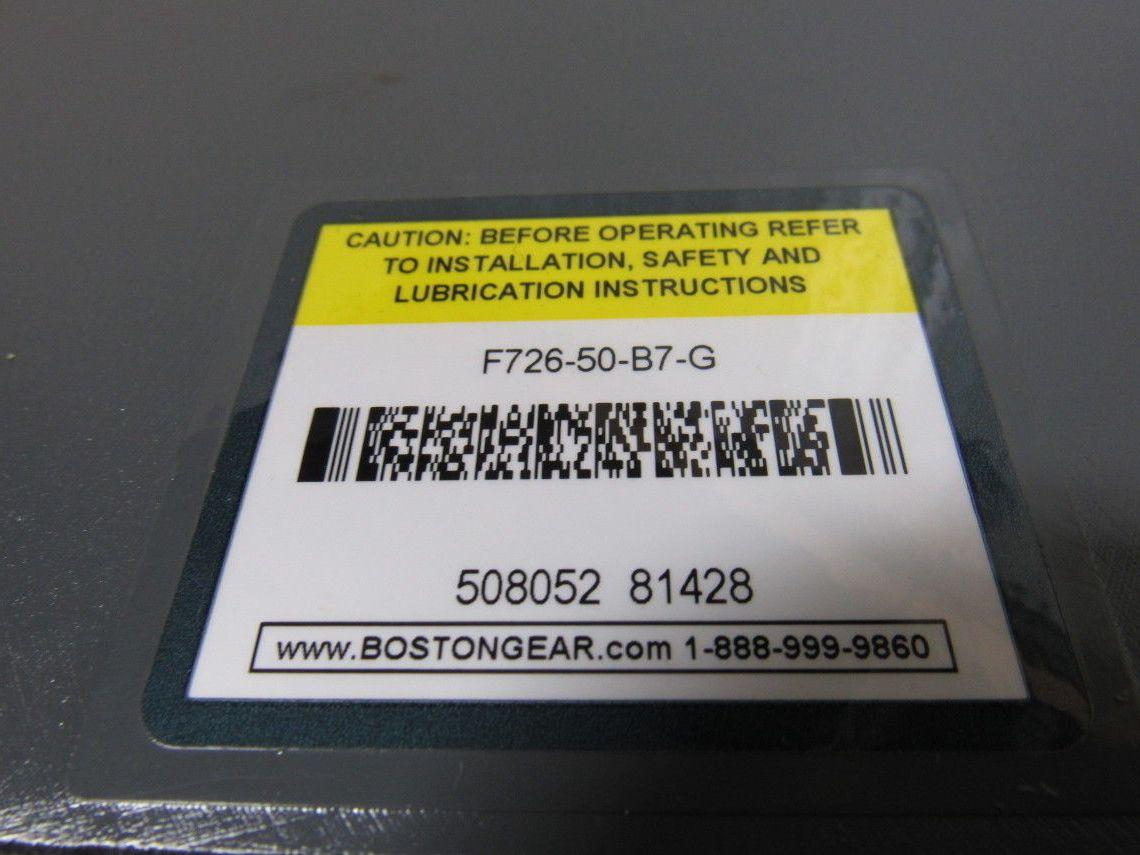 CAUTION: BEFORE OPERATING REFER
TO INSTALLATION, SAFETY AND
LUBRICATION INSTRUCTIONS
F726-50-B7-G
508052 81428
www.BOSTONGEAR.com 1-888-999-9860